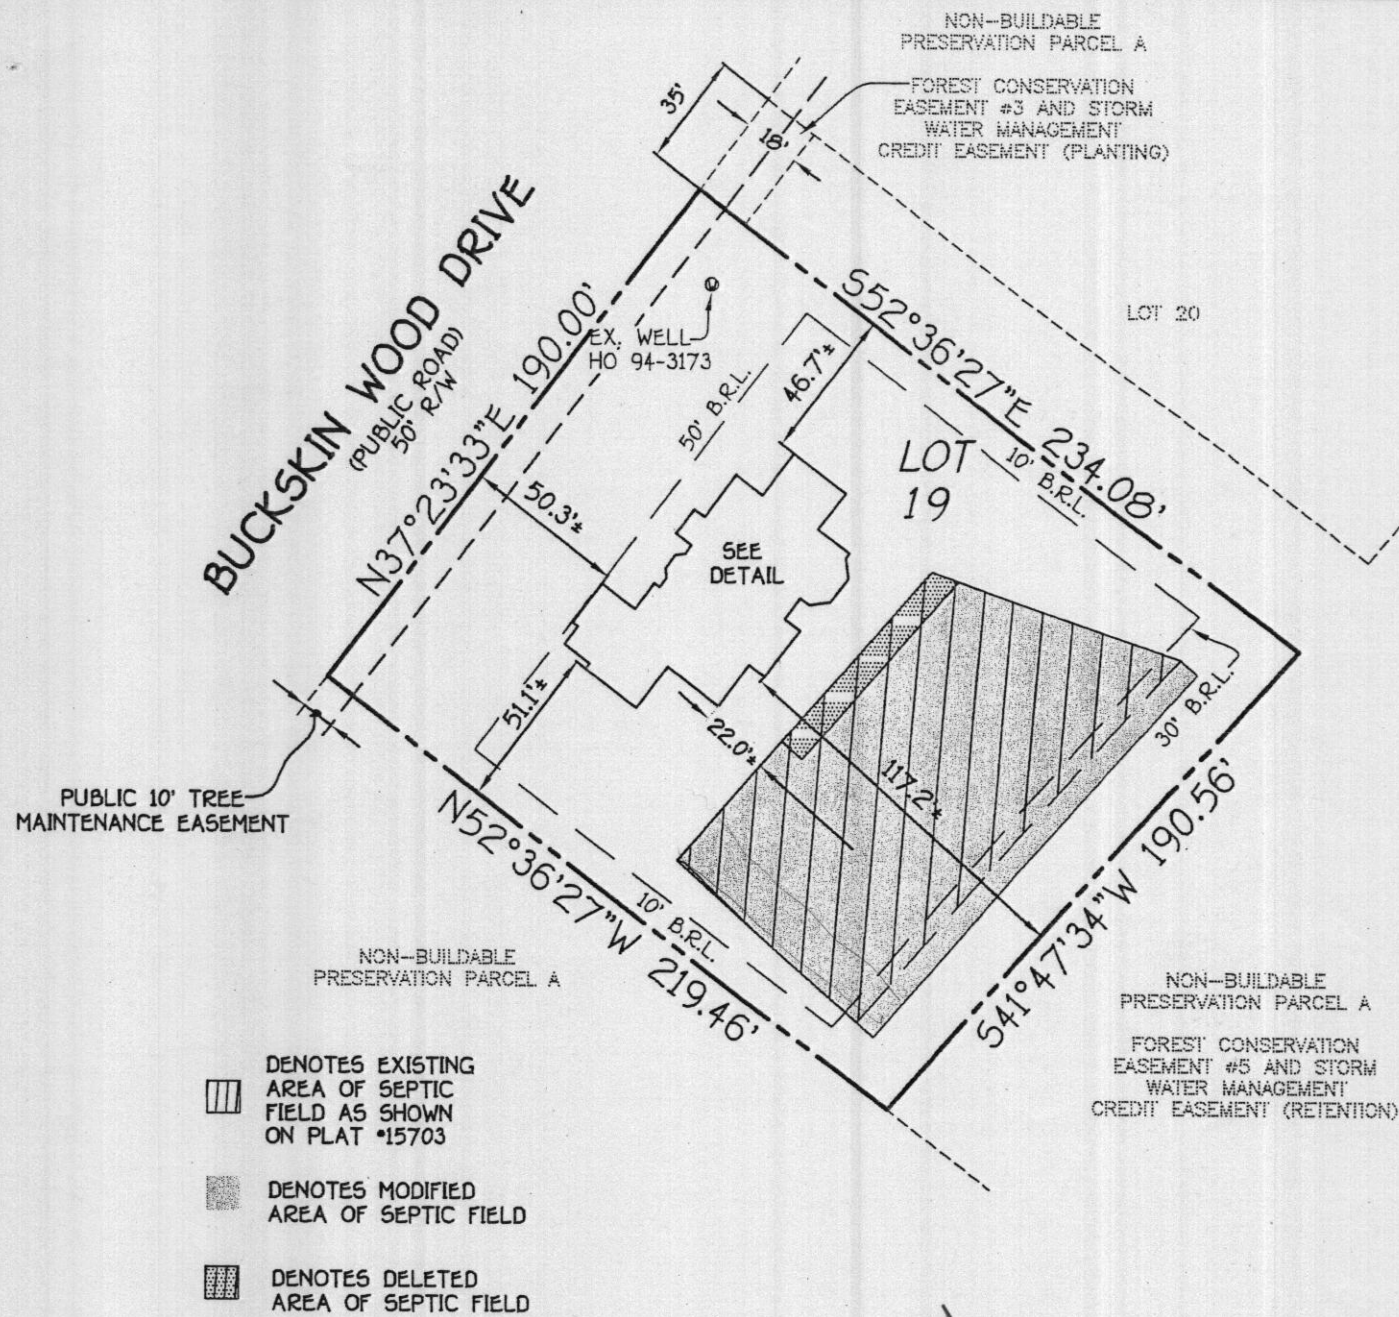 NON-BUILDABLE
PRESERVATION PARCEL A
FOREST CONSERVATION
EASEMENT #3 AND STORM
WATER MANAGEMENT
CREDIT EASEMENT (PLANTING)
35'
18'
BUCKSKIN WOOD DRIVE
(PUBLIC ROAD)
50' R/W
N37°23'33"E 190.00'
EX. WELL
HO 94-3173
S52°36'27"E 234.08'
LOT 20
50' B.R.L.
46.7'±
LOT
19
10' B.R.L.
50.3'±
SEE
DETAIL
51.1'±
22.0'±
117.2'±
30' B.R.L.
PUBLIC 10' TREE
MAINTENANCE EASEMENT
N52°36'27"W 219.46'
10' B.R.L.
S41°47'34"W 190.56'
NON-BUILDABLE
PRESERVATION PARCEL A
NON-BUILDABLE
PRESERVATION PARCEL A
FOREST CONSERVATION
EASEMENT #5 AND STORM
WATER MANAGEMENT
CREDIT EASEMENT (RETENTION)
DENOTES EXISTING
AREA OF SEPTIC
FIELD AS SHOWN
ON PLAT #15703
DENOTES MODIFIED
AREA OF SEPTIC FIELD
DENOTES DELETED
AREA OF SEPTIC FIELD